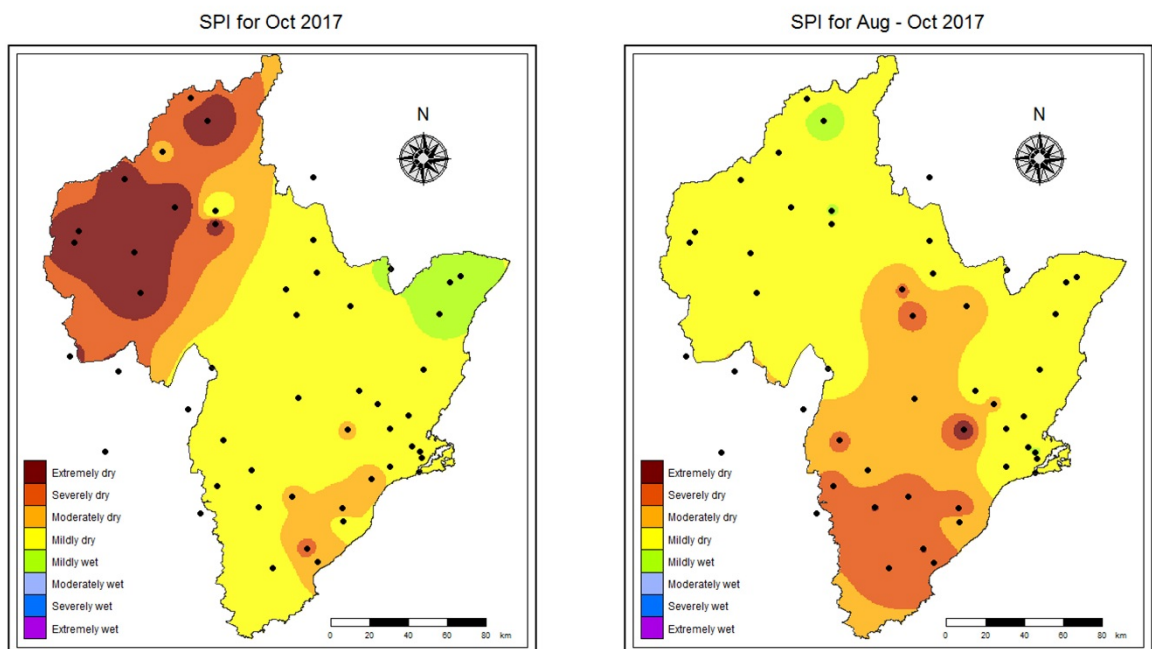 SPI for Oct 2017
N
Extremely dry
Severely dry
Moderately dry
Mildly dry
Mildly wet
Moderately wet
Severely wet
Extremely wet
0 20 40 60 80
km
SPI for Aug - Oct 2017
N
Extremely dry
Severely dry
Moderately dry
Mildly dry
Mildly wet
Moderately wet
Severely wet
Extremely wet
0 20 40 60 80
km